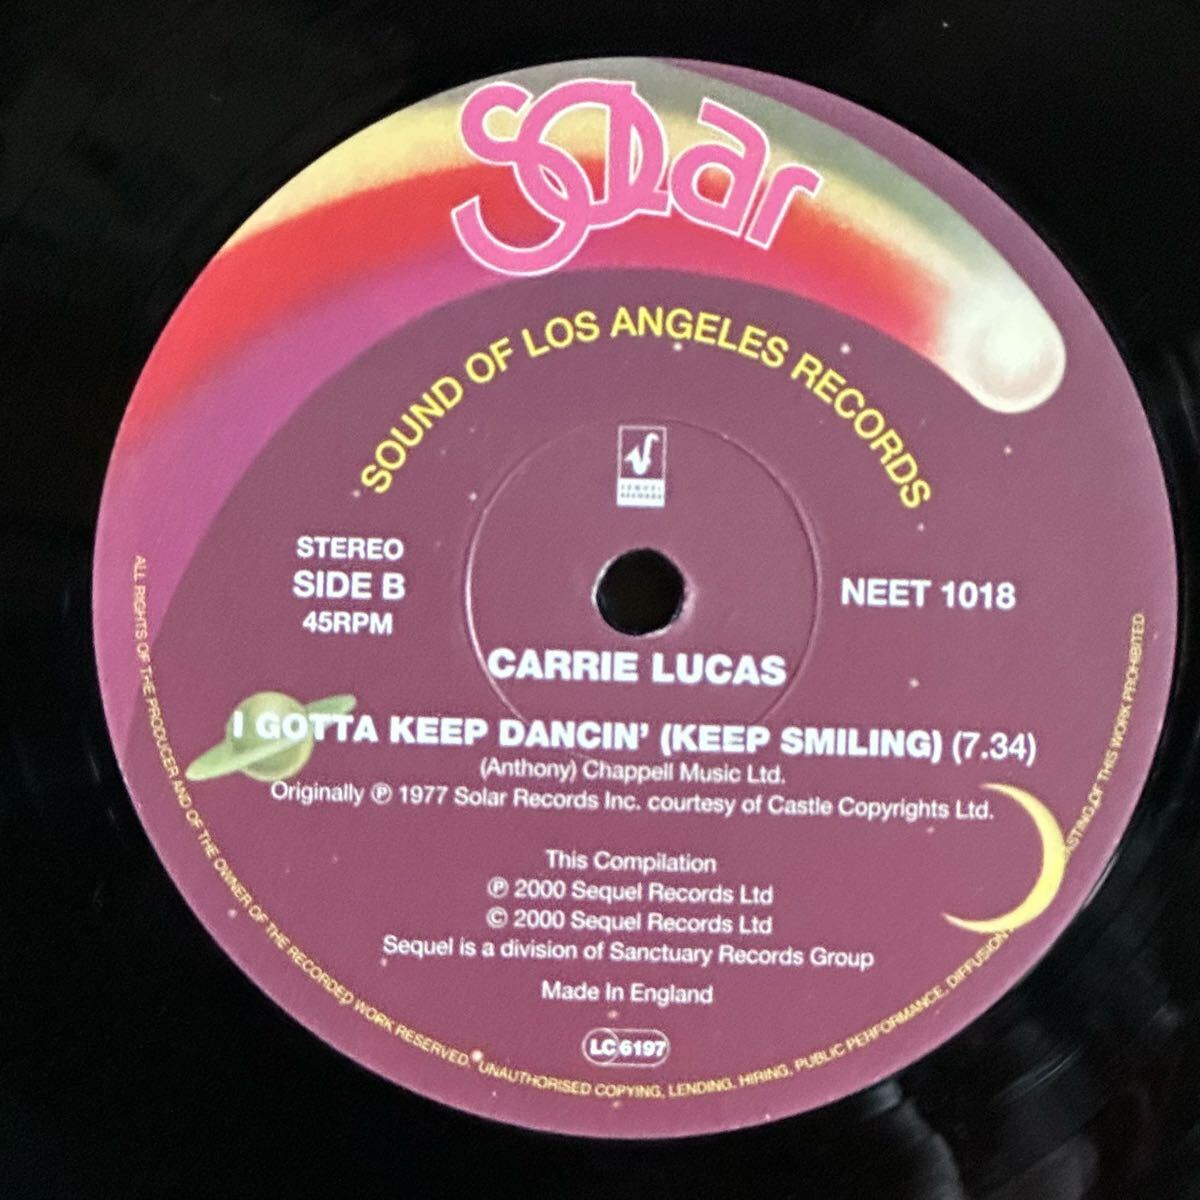 Solar
SOUND OF LOS ANGELES RECORDS
SEQUEL
RECORDS
STEREO
SIDE B
45RPM
NEET 1018
CARRIE LUCAS
I GOTTA KEEP DANCIN' (KEEP SMILING) (7.34)
(Anthony) Chappell Music Ltd.
Originally ℗ 1977 Solar Records Inc. courtesy of Castle Copyrights Ltd.
This Compilation
℗ 2000 Sequel Records Ltd
© 2000 Sequel Records Ltd
Sequel is a division of Sanctuary Records Group
Made In England
LC 6197
ALL RIGHTS OF THE PRODUCER AND OF THE OWNER OF THE RECORDED WORK RESERVED. UNAUTHORISED COPYING, LENDING, HIRING, PUBLIC PERFORMANCE, DIFFUSION OF THIS WORK PROHIBITED